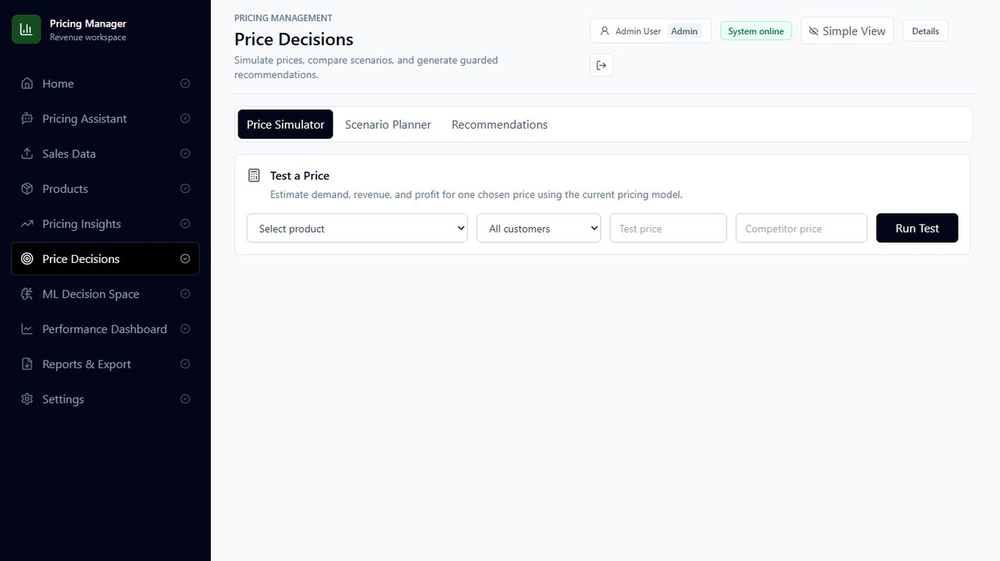 Pricing Manager
Revenue workspace
Home
Pricing Assistant
Sales Data
Products
Pricing Insights
Price Decisions
ML Decision Space
Performance Dashboard
Reports & Export
Settings
PRICING MANAGEMENT
Price Decisions
Simulate prices, compare scenarios, and generate guarded
recommendations.
Admin User Admin
System online
Simple View
Details
Price Simulator
Scenario Planner
Recommendations
Test a Price
Estimate demand, revenue, and profit for one chosen price using the current pricing model.
Select product
All customers
Test price
Competitor price
Run Test